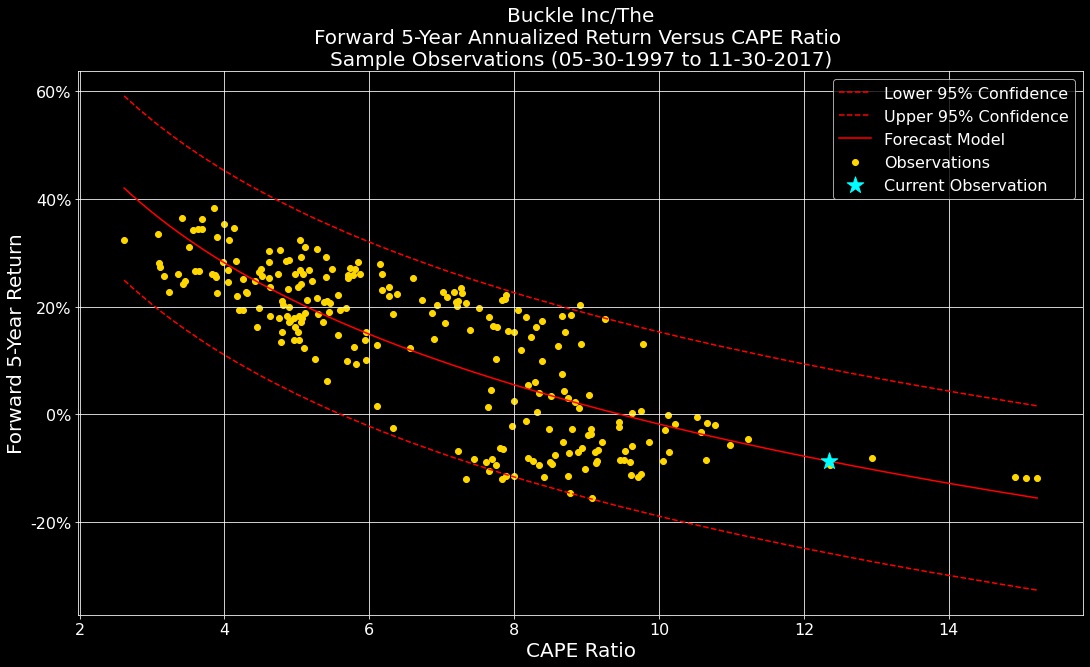 Buckle Inc/The
Forward 5-Year Annualized Return Versus CAPE Ratio
Sample Observations (05-30-1997 to 11-30-2017)
Lower 95% Confidence
Upper 95% Confidence
Forecast Model
Observations
Current Observation
Forward 5-Year Return
60%
40%
20%
0%
-20%
2 4 6 8 10 12 14
CAPE Ratio